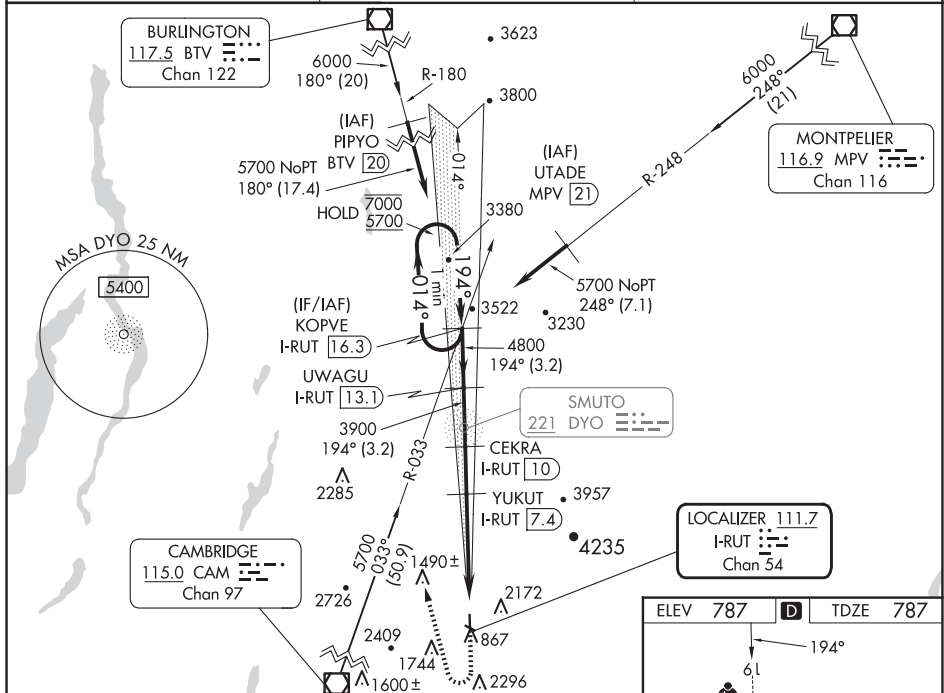 BURLINGTON
117.5 BTV
Chan 122
6000
180° (20)
R-180
3623
3800
(IAF)
PIPYO
BTV 20
5700 NoPT
180° (17.4)
HOLD 7000
5700
014°
3380
(IAF)
UTADE
MPV 21
6000
248°
(21)
R-248
MONTPELIER
116.9 MPV
Chan 116
5700 NoPT
248° (7.1)
MSA DYO 25 NM
5400
014°
1 min
194°
3522
3230
(IF/IAF)
KOPVE
I-RUT 16.3
4800
194° (3.2)
UWAGU
I-RUT 13.1
3900
194° (3.2)
SMUTO
221 DYO
CEKRA
I-RUT 10
YUKUT
I-RUT 7.4
3957
4235
2285
R-033
LOCALIZER 111.7
I-RUT
Chan 54
CAMBRIDGE
115.0 CAM
Chan 97
5700
033°
(50.9)
1490±
2726
2172
2409
867
1744
1600±
2296
ELEV 787 D TDZE 787
194°
6.1